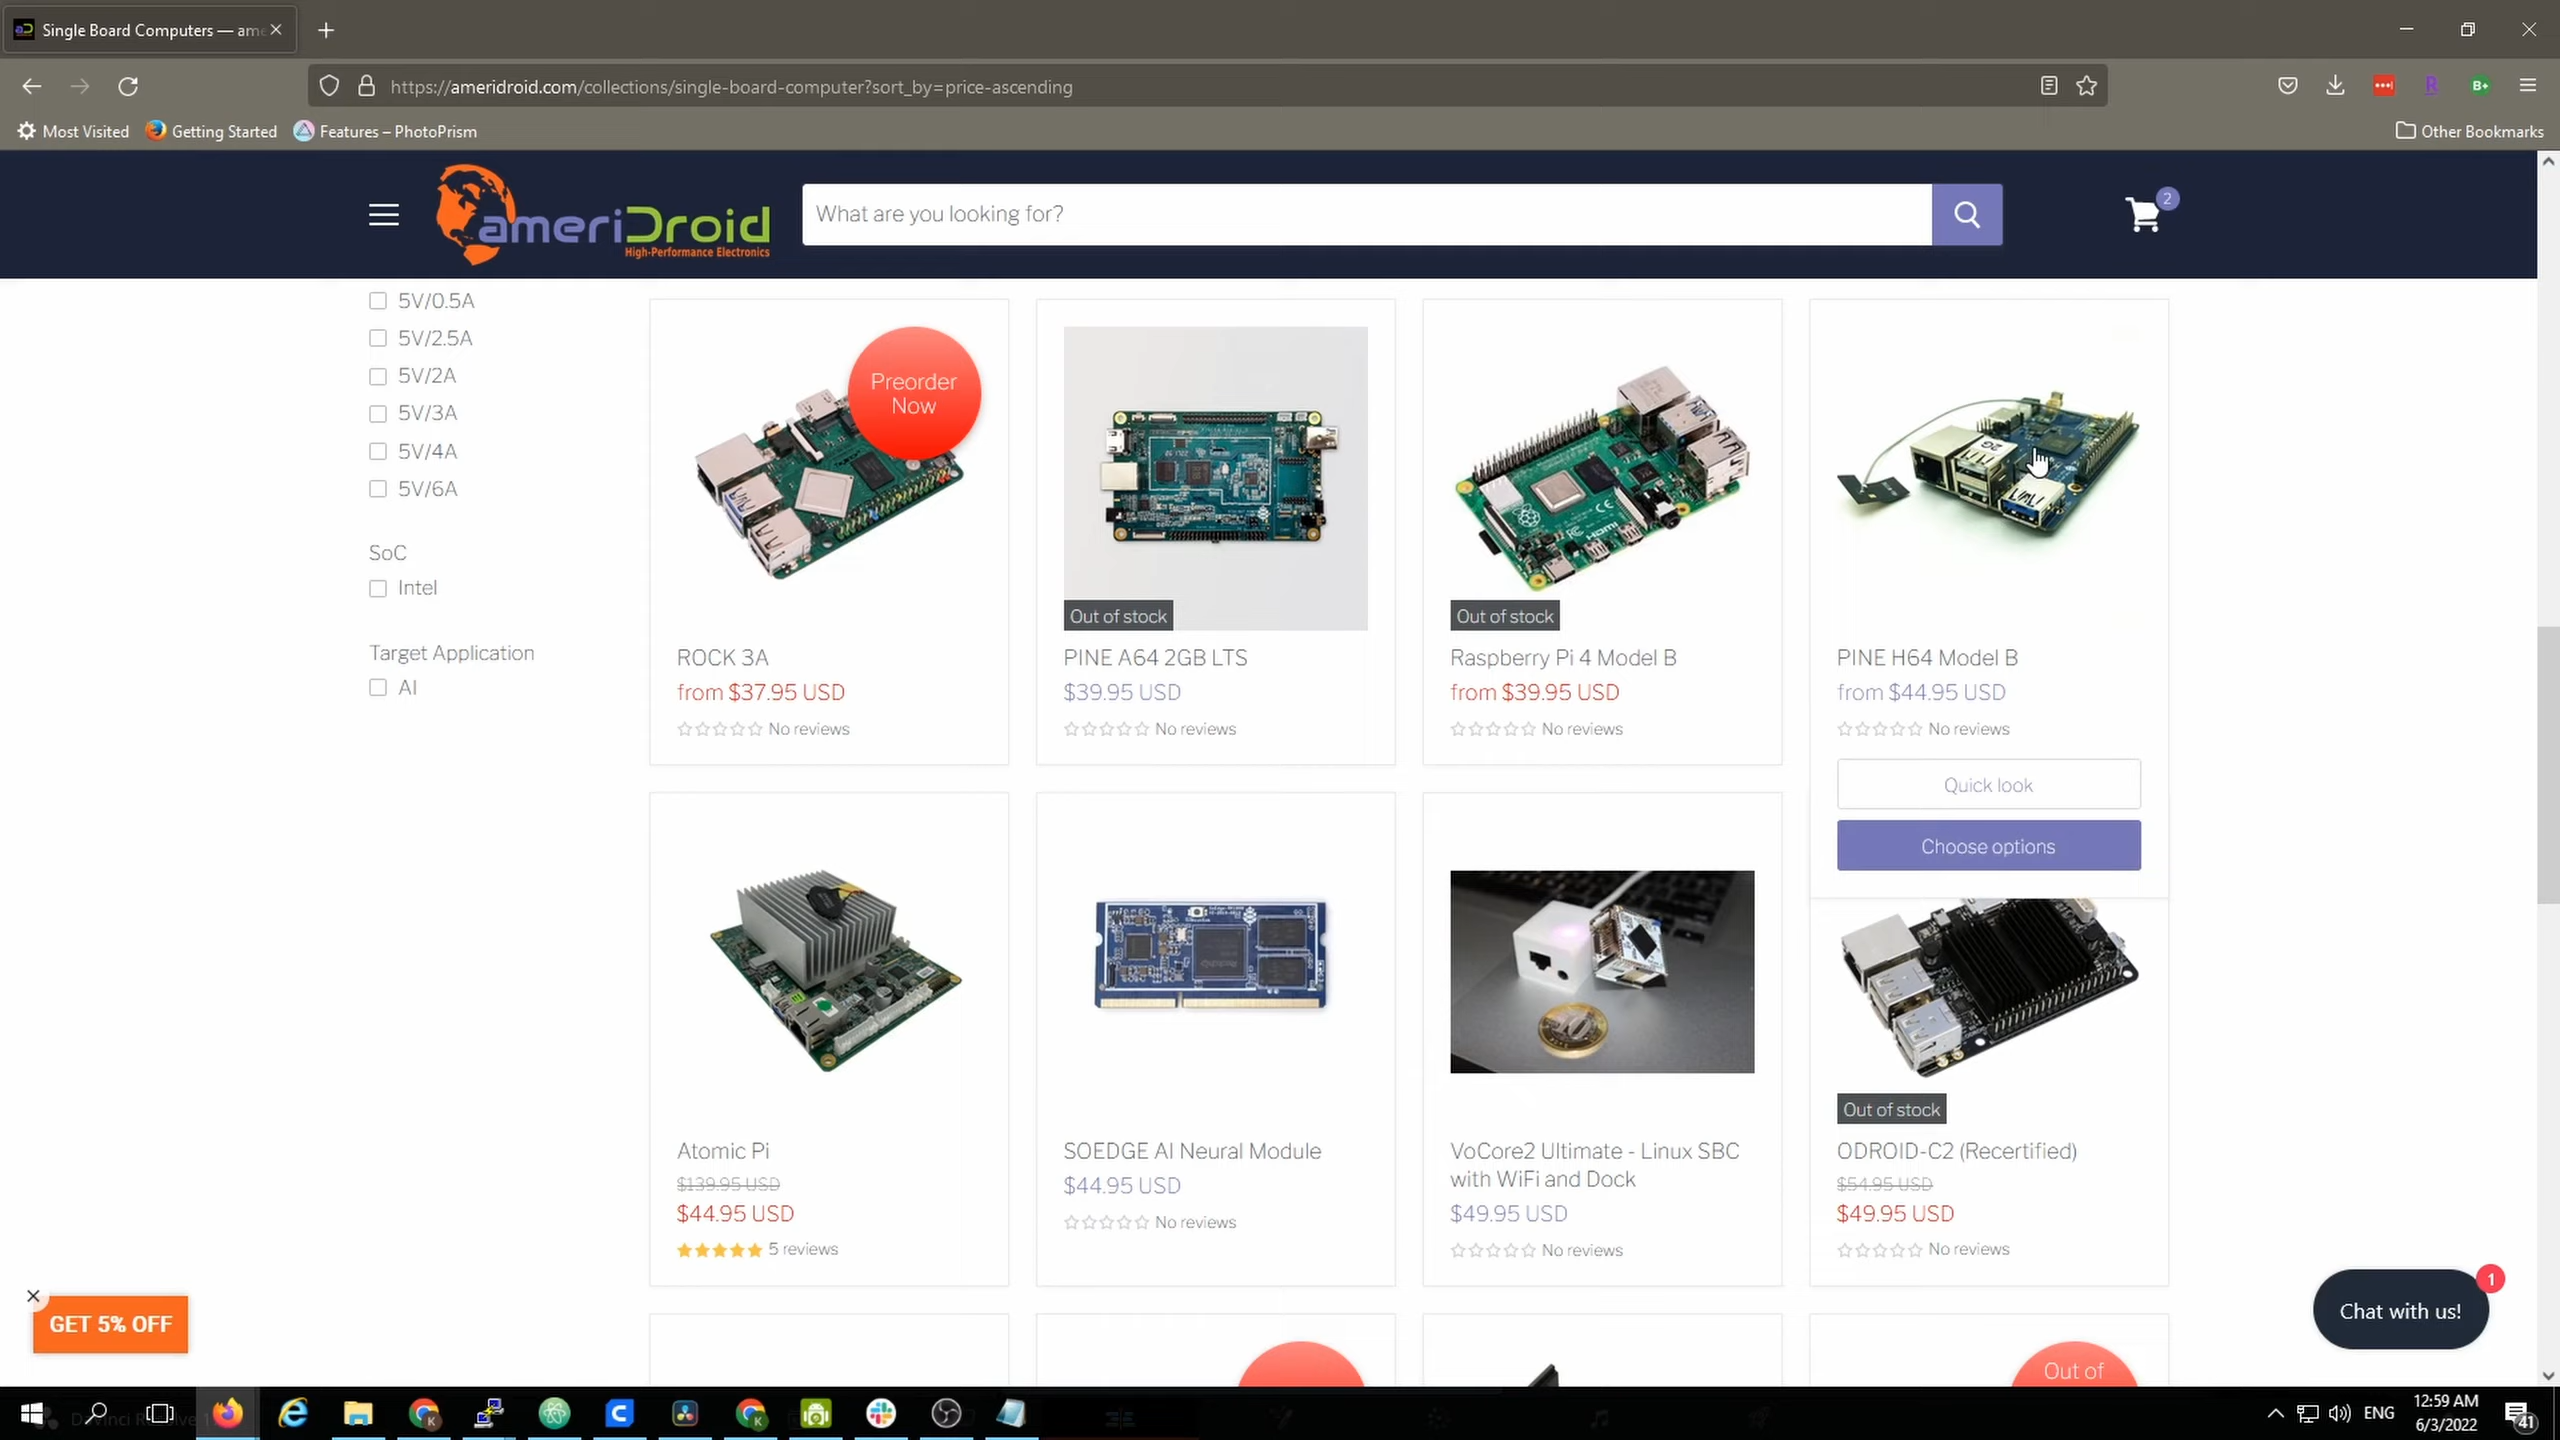 Single Board Computers — ame
https://ameridroid.com/collections/single-board-computer?sort_by=price-ascending
Most Visited
Getting Started
Features – PhotoPrism
Other Bookmarks
ameriDroid
High-Performance Electronics
What are you looking for?
2
5V/0.5A
5V/2.5A
5V/2A
5V/3A
5V/4A
5V/6A
SoC
Intel
Target Application
AI
Preorder
Now
ROCK 3A
from $37.95 USD
No reviews
Out of stock
PINE A64 2GB LTS
$39.95 USD
No reviews
HDMI
Out of stock
Raspberry Pi 4 Model B
from $39.95 USD
No reviews
2G
PINE H64 Model B
from $44.95 USD
No reviews
Quick look
Choose options
Atomic Pi
$139.95 USD
$44.95 USD
5 reviews
SOEDGE AI Neural Module
$44.95 USD
No reviews
10
VoCore2 Ultimate - Linux SBC
with WiFi and Dock
$49.95 USD
No reviews
Out of stock
ODROID-C2 (Recertified)
$54.95 USD
$49.95 USD
No reviews
Out of
GET 5% OFF
1
Chat with us!
ENG
12:59 AM
6/3/2022
41